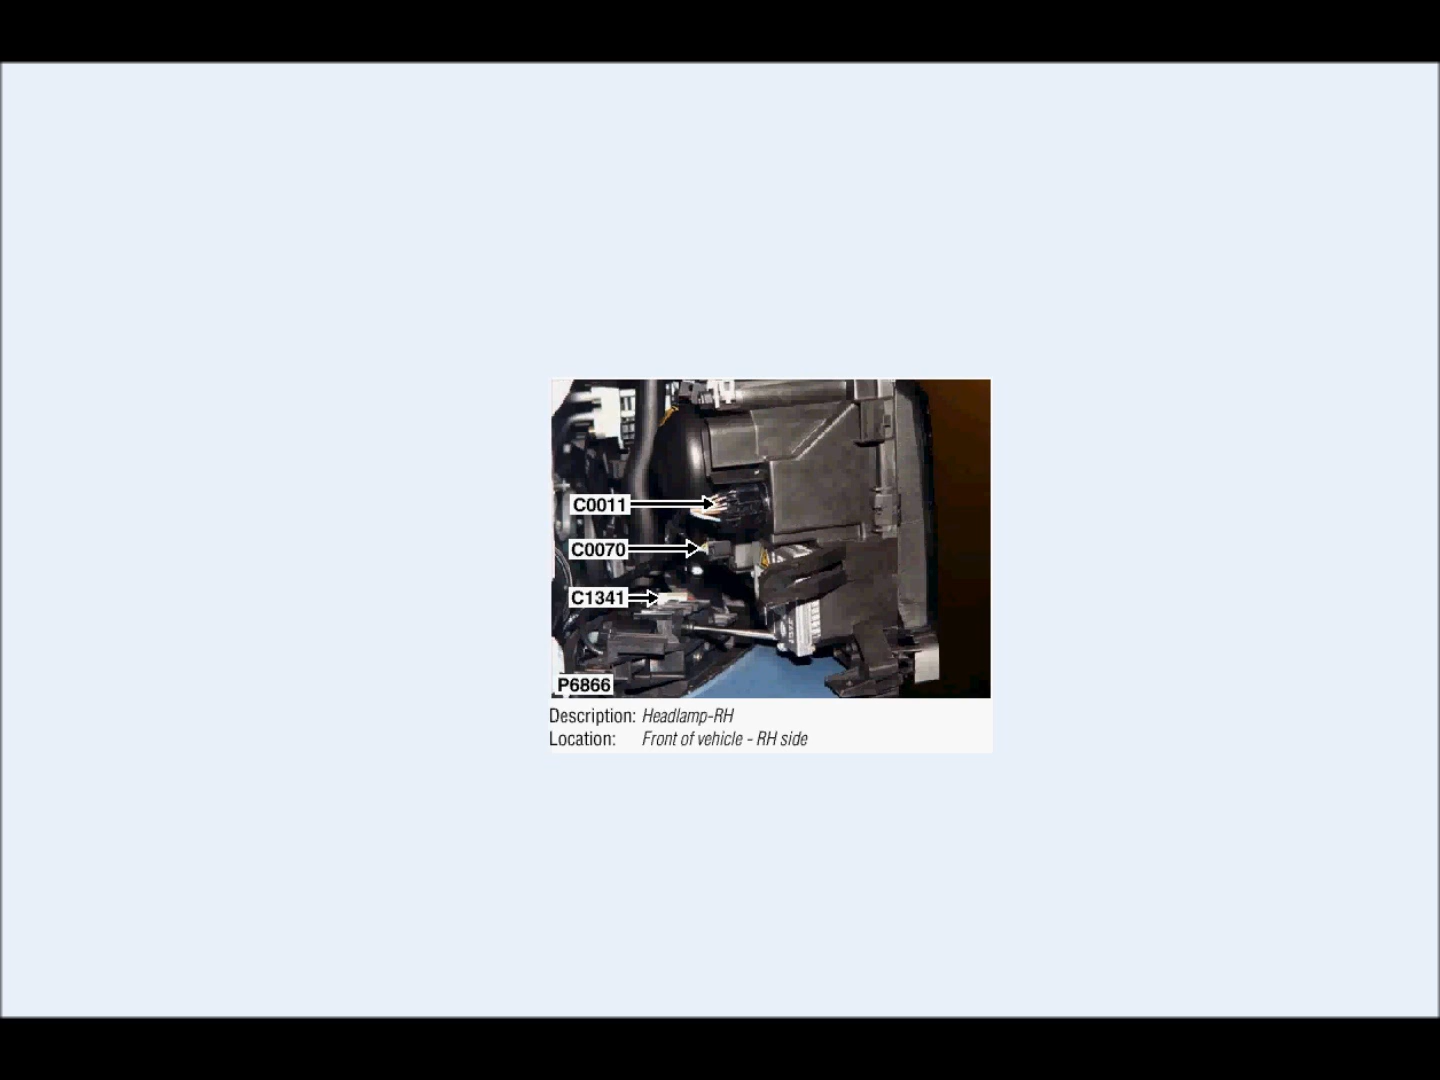 C0011
C0070
C1341
P6866
Description: Headlamp-RH
Location: Front of vehicle - RH side